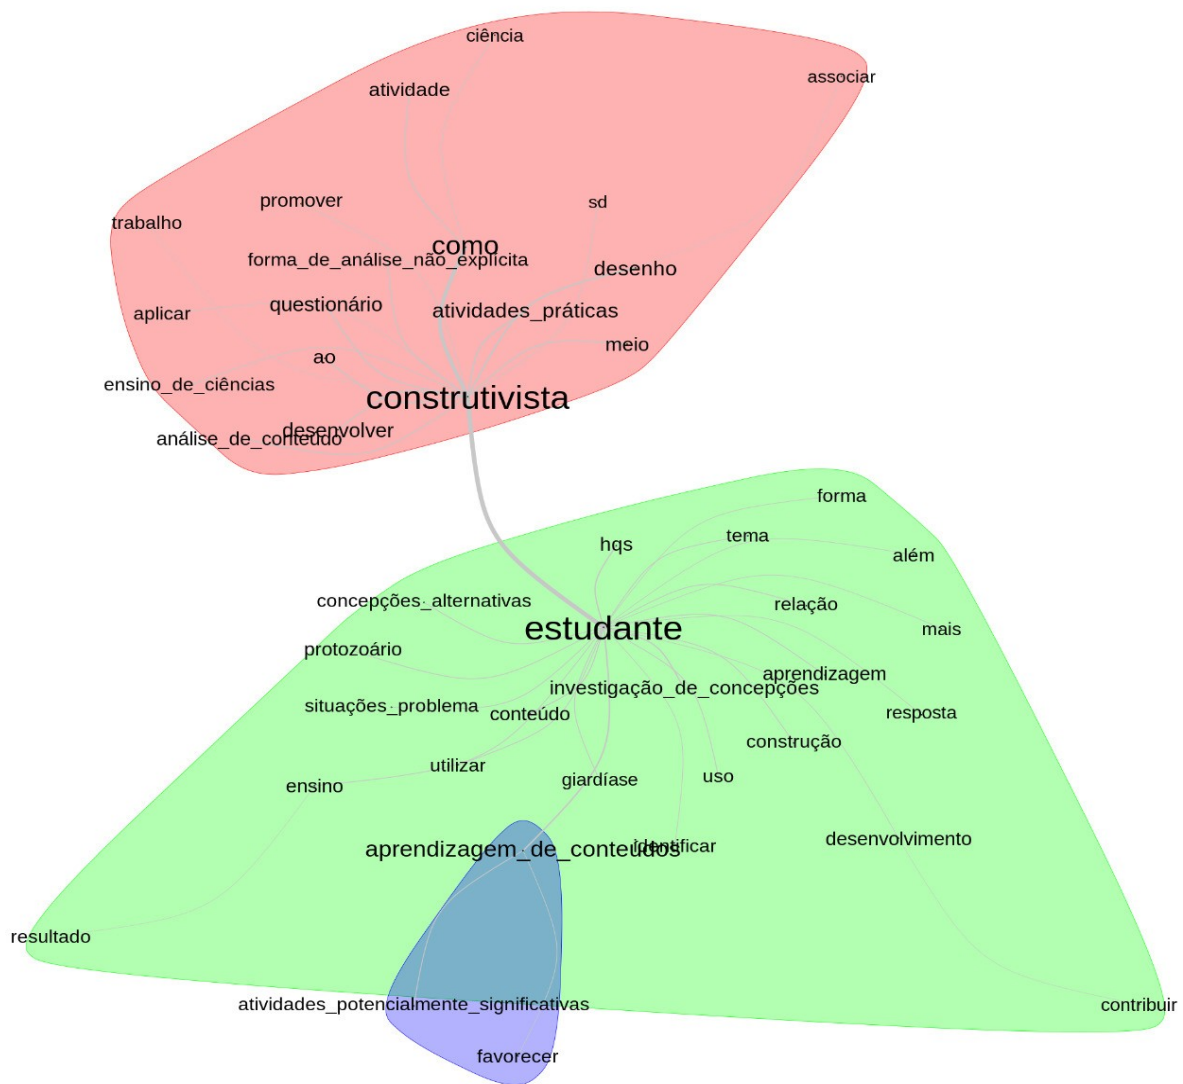 ciência
associar
atividade
promover
sd
trabalho
como
forma_de_análise_não_explícita
desenho
questionário
atividades_práticas
aplicar
meio
ao
ensino_de_ciências
construtivista
desenvolver
análise_de_conteúdo
forma
tema
hqs
além
concepções_alternativas
relação
estudante
mais
protozoário
aprendizagem
investigação_de_concepções
situações_problema
conteúdo
resposta
construção
utilizar
uso
giardíase
ensino
desenvolvimento
identificar
aprendizagem_de_conteúdos
resultado
atividades_potencialmente_significativas
contribuir
favorecer